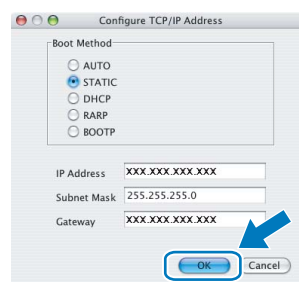 Configure TCP/IP Address
Boot Method
AUTO
STATIC
DHCP
RARP
BOOTP
IP Address XXX.XXX.XXX.XXX
Subnet Mask 255.255.255.0
Gateway XXX.XXX.XXX.XXX
OK Cancel